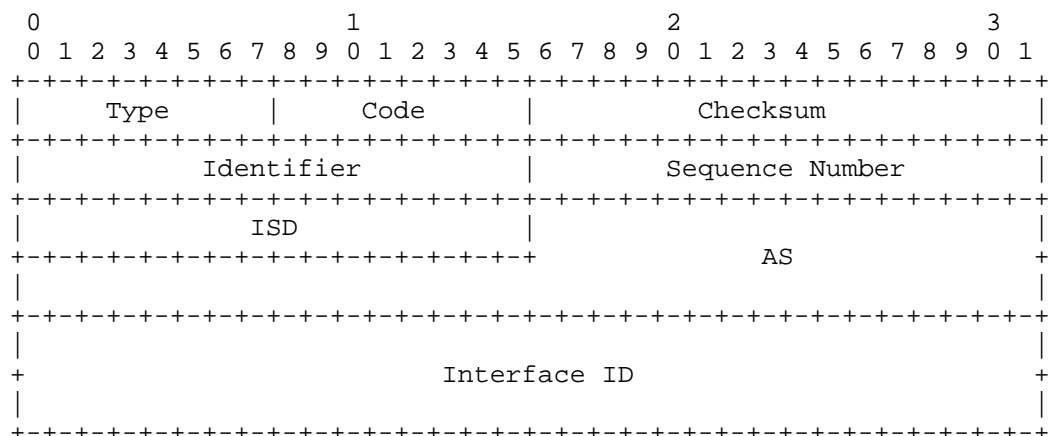 0                   1                   2                   3
 0 1 2 3 4 5 6 7 8 9 0 1 2 3 4 5 6 7 8 9 0 1 2 3 4 5 6 7 8 9 0 1
+-+-+-+-+-+-+-+-+-+-+-+-+-+-+-+-+-+-+-+-+-+-+-+-+-+-+-+-+-+-+-+-+
|     Type      |     Code      |          Checksum             |
+-+-+-+-+-+-+-+-+-+-+-+-+-+-+-+-+-+-+-+-+-+-+-+-+-+-+-+-+-+-+-+-+
|           Identifier          |        Sequence Number        |
+-+-+-+-+-+-+-+-+-+-+-+-+-+-+-+-+-+-+-+-+-+-+-+-+-+-+-+-+-+-+-+-+
|              ISD              |                               |
+-+-+-+-+-+-+-+-+-+-+-+-+-+-+-+-+              AS               +
|                                                               |
+-+-+-+-+-+-+-+-+-+-+-+-+-+-+-+-+-+-+-+-+-+-+-+-+-+-+-+-+-+-+-+-+
|                                                               |
+                          Interface ID                         +
|                                                               |
+-+-+-+-+-+-+-+-+-+-+-+-+-+-+-+-+-+-+-+-+-+-+-+-+-+-+-+-+-+-+-+-+